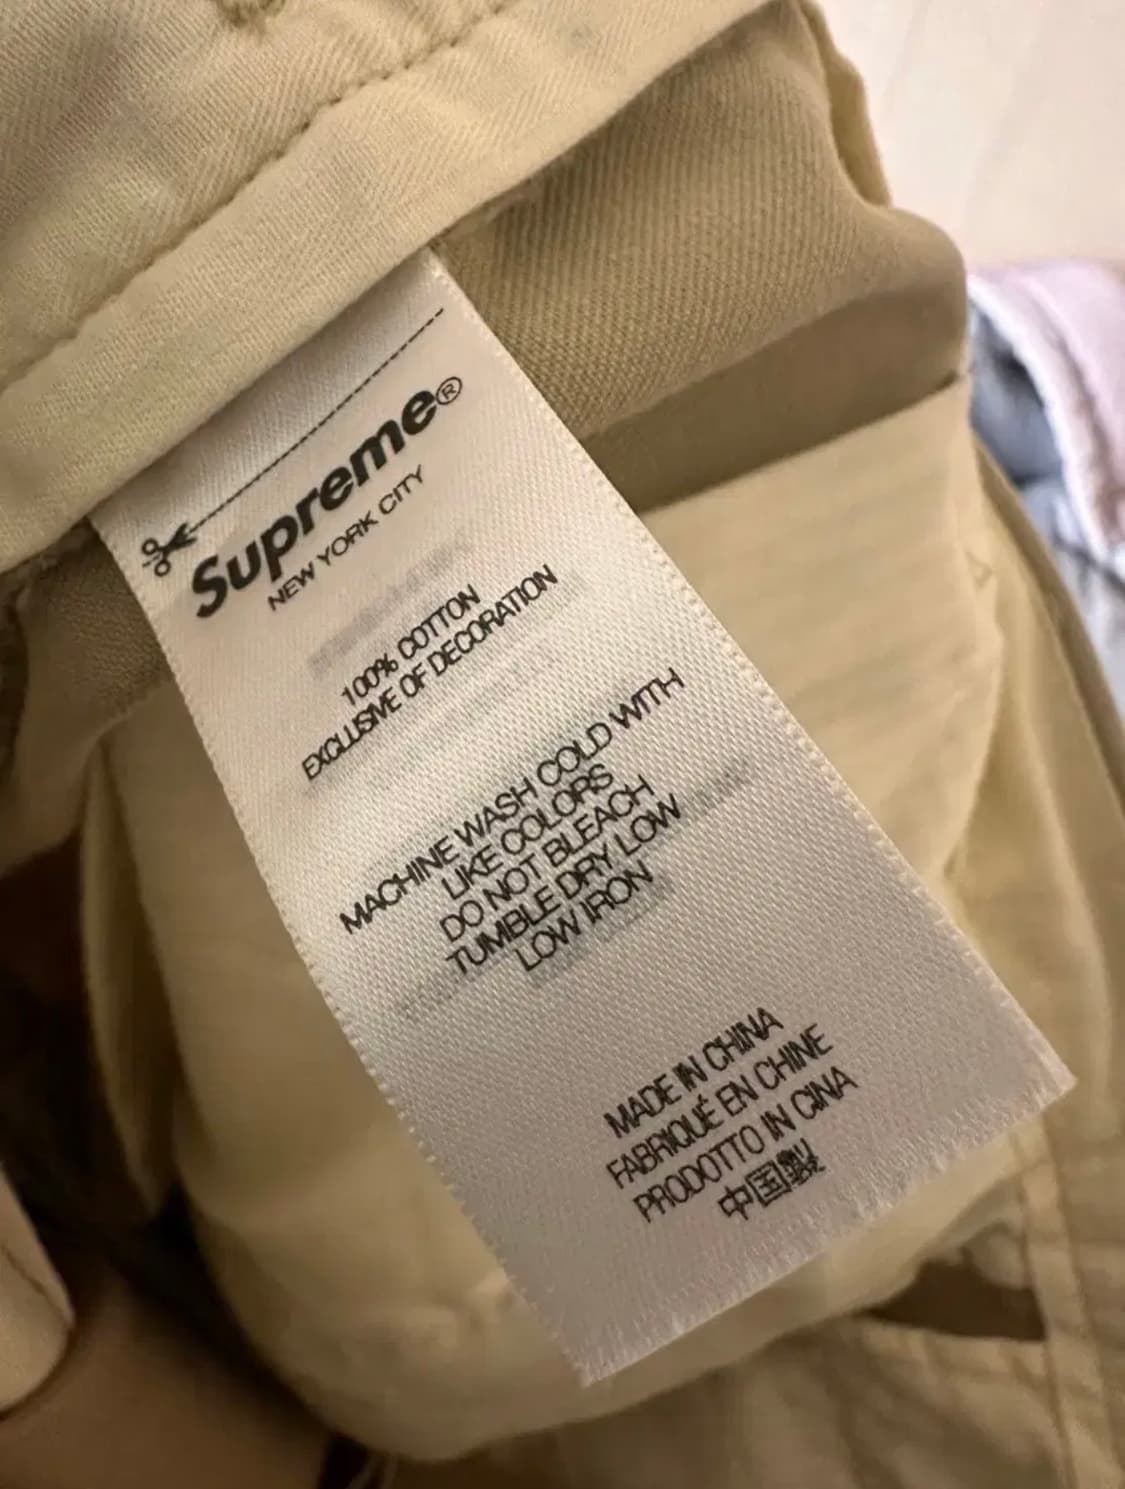 Supreme®
NEW YORK CITY
100% COTTON
EXCLUSIVE OF DECORATION
MACHINE WASH COLD WITH
LIKE COLORS
DO NOT BLEACH
TUMBLE DRY LOW
LOW IRON
MADE IN CHINA
FABRIQUÉ EN CHINE
PRODOTTO IN CINA
中国製